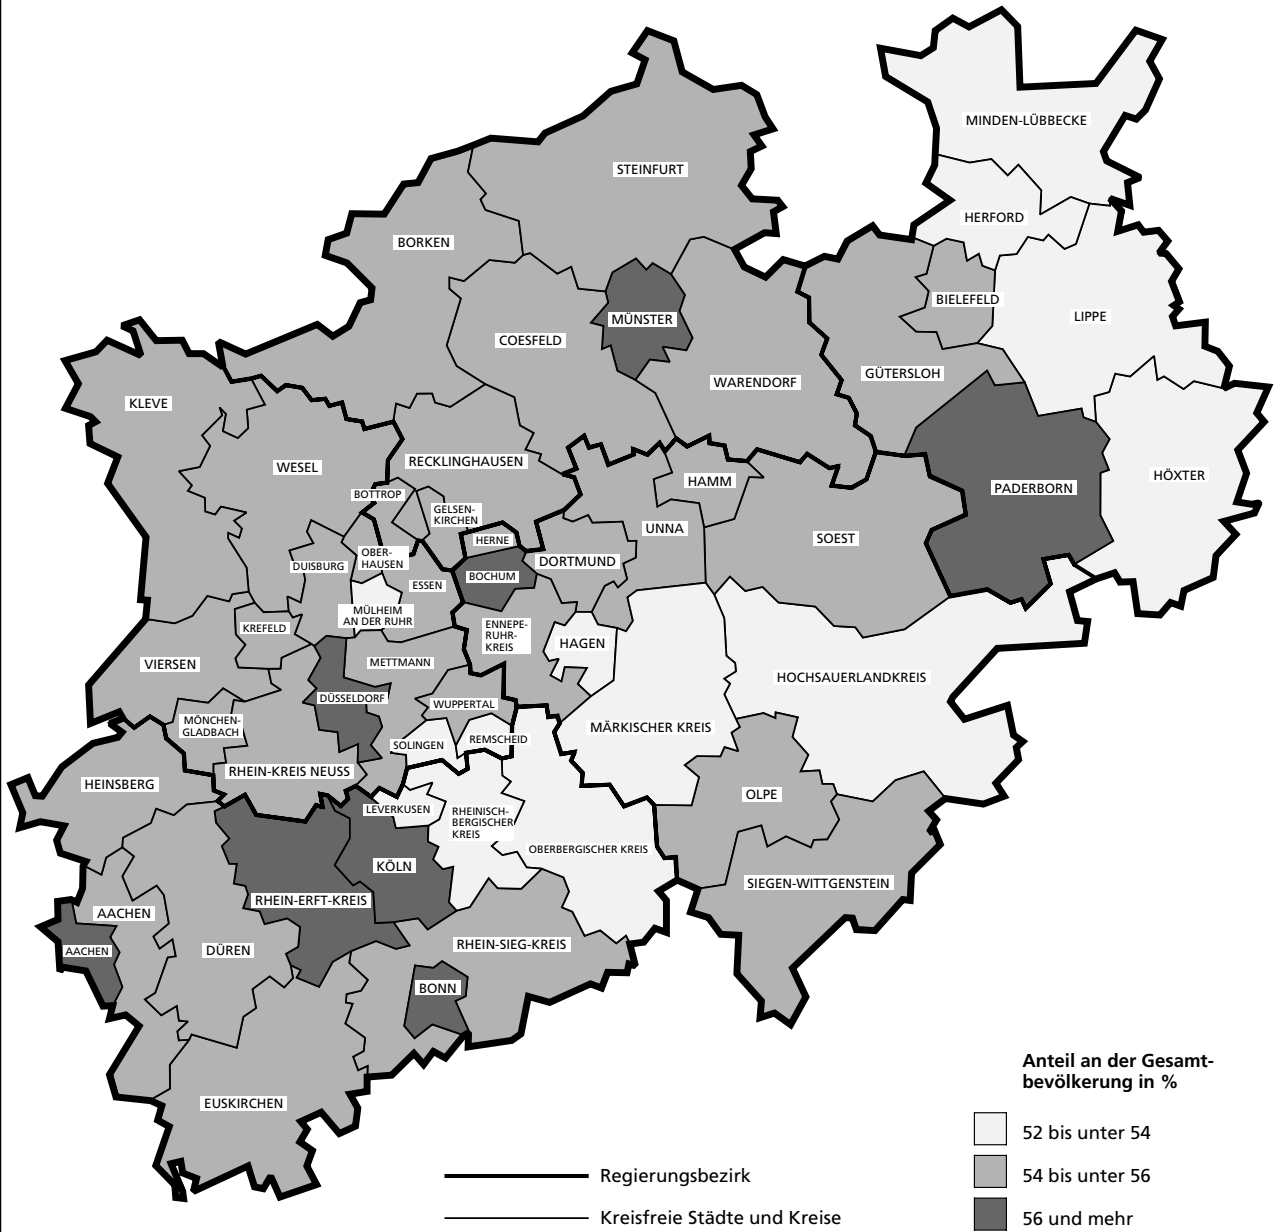 MINDEN-LÜBBECKE
STEINFURT
HERFORD
BORKEN
BIELEFELD
LIPPE
MÜNSTER
COESFELD
GÜTERSLOH
WARENDORF
KLEVE
RECKLINGHAUSEN
WESEL
HAMM
HÖXTER
PADERBORN
BOTTROP
GELSEN-
KIRCHEN
UNNA
SOEST
HERNE
OBER-
HAUSEN
DORTMUND
DUISBURG
BOCHUM
ESSEN
MÜLHEIM
AN DER RUHR
KREFELD
ENNEPE-
RUHR-
KREIS
HAGEN
VIERSEN
METTMANN
HOCHSAUERLANDKREIS
DÜSSELDORF
WUPPERTAL
MÖNCHEN-
GLADBACH
MÄRKISCHER KREIS
SOLINGEN
REMSCHEID
RHEIN-KREIS NEUSS
HEINSBERG
OLPE
LEVERKUSEN
RHEINISCH-
BERGISCHER
KREIS
OBERBERGISCHER KREIS
KÖLN
SIEGEN-WITTGENSTEIN
RHEIN-ERFT-KREIS
AACHEN
RHEIN-SIEG-KREIS
AACHEN
DÜREN
BONN
EUSKIRCHEN
Anteil an der Gesamt-
bevölkerung in %
52 bis unter 54
54 bis unter 56
56 und mehr
Regierungsbezirk
Kreisfreie Städte und Kreise